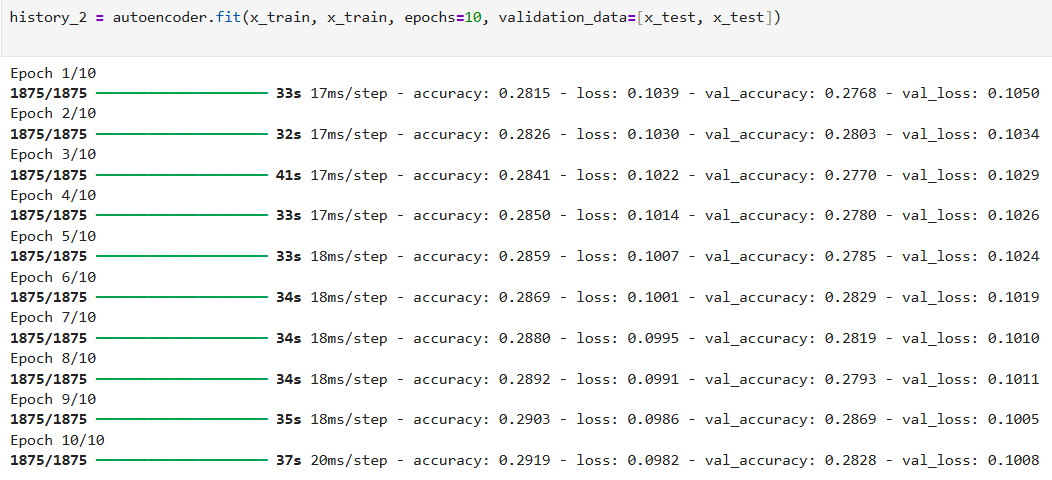 history_2 = autoencoder.fit(x_train, x_train, epochs=10, validation_data=[x_test, x_test])
Epoch 1/10
1875/1875 33s 17ms/step - accuracy: 0.2815 - loss: 0.1039 - val_accuracy: 0.2768 - val_loss: 0.1050
Epoch 2/10
1875/1875 32s 17ms/step - accuracy: 0.2826 - loss: 0.1030 - val_accuracy: 0.2803 - val_loss: 0.1034
Epoch 3/10
1875/1875 41s 17ms/step - accuracy: 0.2841 - loss: 0.1022 - val_accuracy: 0.2770 - val_loss: 0.1029
Epoch 4/10
1875/1875 33s 17ms/step - accuracy: 0.2850 - loss: 0.1014 - val_accuracy: 0.2780 - val_loss: 0.1026
Epoch 5/10
1875/1875 33s 18ms/step - accuracy: 0.2859 - loss: 0.1007 - val_accuracy: 0.2785 - val_loss: 0.1024
Epoch 6/10
1875/1875 34s 18ms/step - accuracy: 0.2869 - loss: 0.1001 - val_accuracy: 0.2829 - val_loss: 0.1019
Epoch 7/10
1875/1875 34s 18ms/step - accuracy: 0.2880 - loss: 0.0995 - val_accuracy: 0.2819 - val_loss: 0.1010
Epoch 8/10
1875/1875 34s 18ms/step - accuracy: 0.2892 - loss: 0.0991 - val_accuracy: 0.2793 - val_loss: 0.1011
Epoch 9/10
1875/1875 35s 18ms/step - accuracy: 0.2903 - loss: 0.0986 - val_accuracy: 0.2869 - val_loss: 0.1005
Epoch 10/10
1875/1875 37s 20ms/step - accuracy: 0.2919 - loss: 0.0982 - val_accuracy: 0.2828 - val_loss: 0.1008